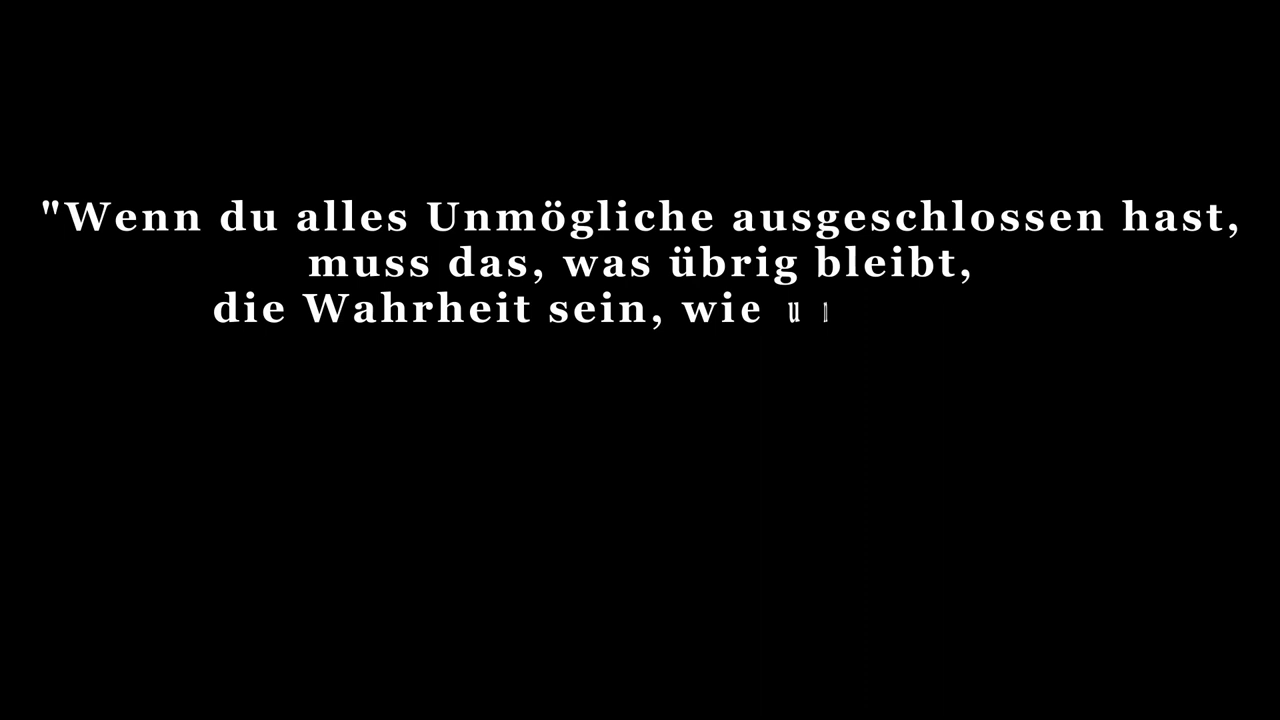 "Wenn du alles Unmögliche ausgeschlossen hast,
muss das, was übrig bleibt,
die Wahrheit sein, wie